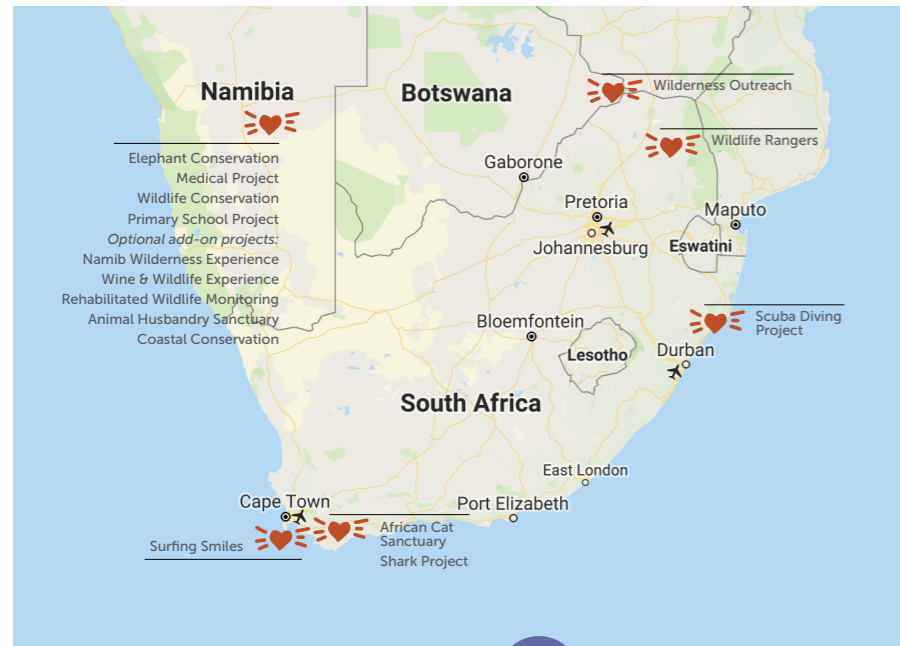 Namibia
Botswana
Wilderness Outreach
Wildlife Rangers
Elephant Conservation
Medical Project
Wildlife Conservation
Primary School Project
Optional add-on projects:
Namib Wilderness Experience
Wine & Wildlife Experience
Rehabilitated Wildlife Monitoring
Animal Husbandry Sanctuary
Coastal Conservation
Gaborone
Pretoria
Johannesburg
Maputo
Eswatini
Scuba Diving
Project
Bloemfontein
Lesotho
Durban
South Africa
East London
Cape Town
Port Elizabeth
Surfing Smiles
African Cat
Sanctuary
Shark Project